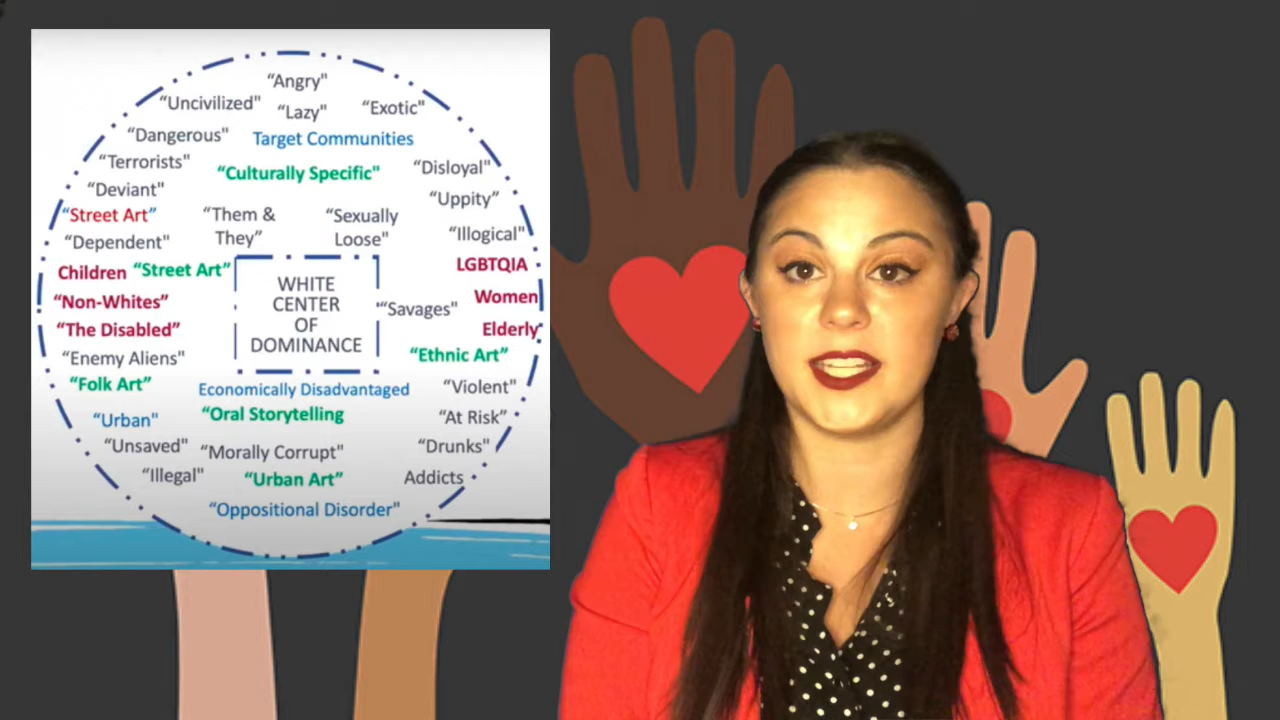 “Angry"
“Uncivilized"
“Lazy"
“Exotic"
“Dangerous"
Target Communities
“Terrorists"
“Culturally Specific"
“Disloyal"
“Deviant"
“Uppity"
“Street Art”
“Them &
They”
“Sexually
Loose"
“Illogical"
“Dependent"
Children
“Street Art”
LGBTQIA
“Non-Whites”
WHITE
CENTER
OF
DOMINANCE
“Savages"
Women
“The Disabled”
Elderly
“Enemy Aliens"
“Ethnic Art”
“Folk Art”
Economically Disadvantaged
“Violent"
“Urban"
“Oral Storytelling
“At Risk”
“Unsaved"
“Morally Corrupt"
“Drunks"
“Illegal"
“Urban Art”
Addicts
“Oppositional Disorder"